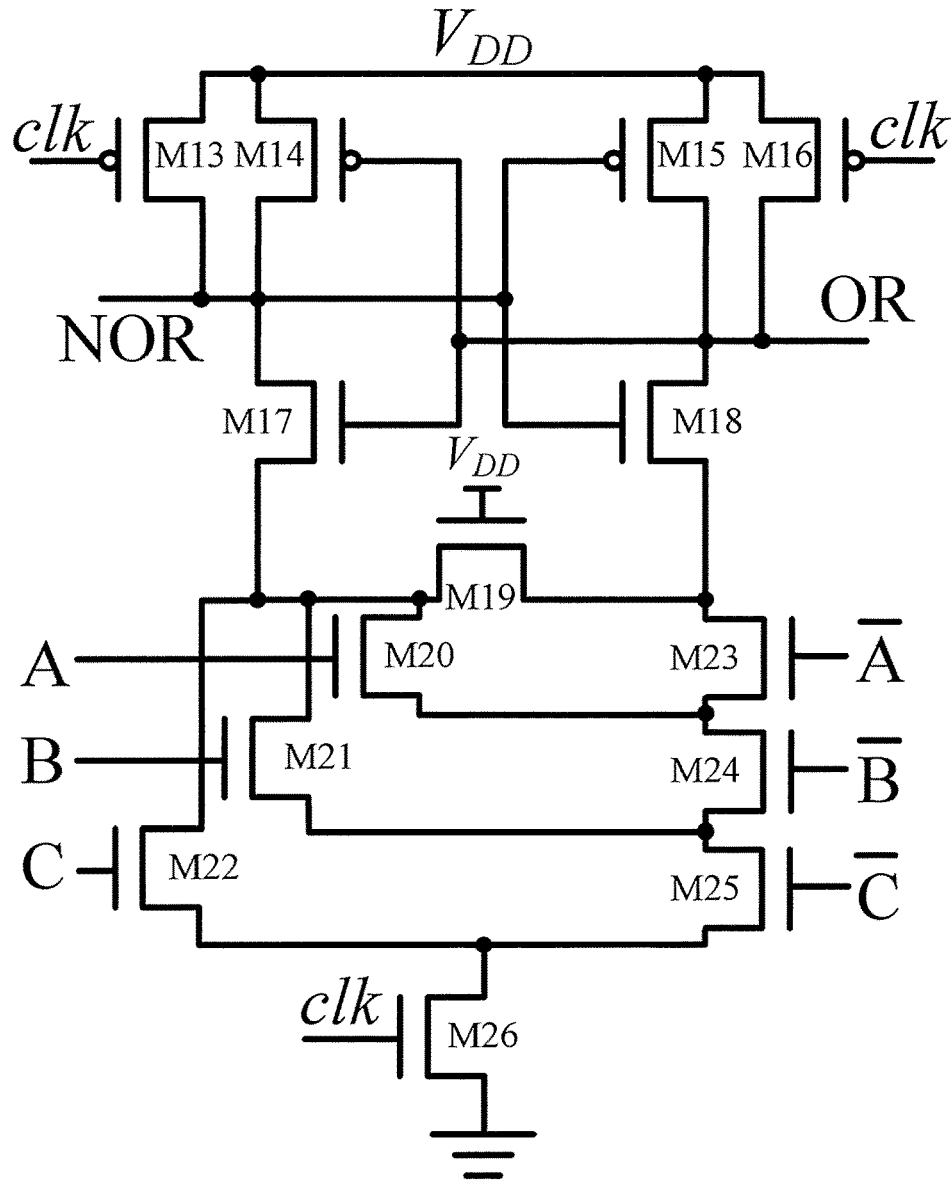 V_DD
clk M13 M14 M15 M16 clk
NOR OR
M17 M18
V_DD
M19
A M20 M23 A̅
B M21 M24 B̅
C M22 M25 C̅
clk M26